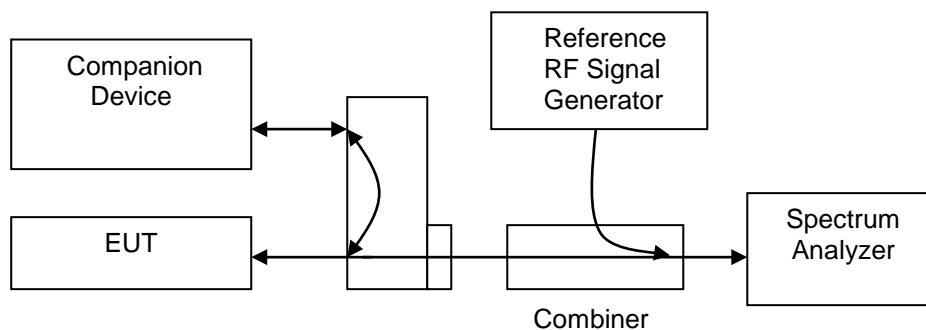 Companion
Device
Reference
RF Signal
Generator
EUT
Spectrum
Analyzer
Combiner